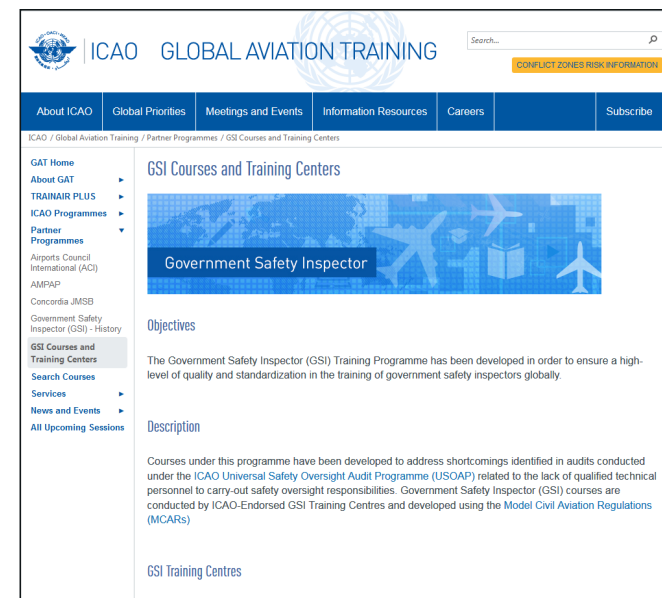 ICAO GLOBAL AVIATION TRAINING
Search...
CONFLICT ZONES RISK INFORMATION
About ICAO Global Priorities Meetings and Events Information Resources Careers Subscribe
ICAO / Global Aviation Training / Partner Programmes / GSI Courses and Training Centers
GAT Home
About GAT
TRAINAIR PLUS
ICAO Programmes
Partner
Programmes
Airports Council
International (ACI)
AMPAP
Concordia JMSB
Government Safety
Inspector (GSI) - History
GSI Courses and
Training Centers
Search Courses
Services
News and Events
All Upcoming Sessions
GSI Courses and Training Centers
Government Safety Inspector
Objectives
The Government Safety Inspector (GSI) Training Programme has been developed in order to ensure a high-
level of quality and standardization in the training of government safety inspectors globally.
Description
Courses under this programme have been developed to address shortcomings identified in audits conducted
under the ICAO Universal Safety Oversight Audit Programme (USOAP) related to the lack of qualified technical
personnel to carry-out safety oversight responsibilities. Government Safety Inspector (GSI) courses are
conducted by ICAO-Endorsed GSI Training Centres and developed using the Model Civil Aviation Regulations
(MCARs)
GSI Training Centres